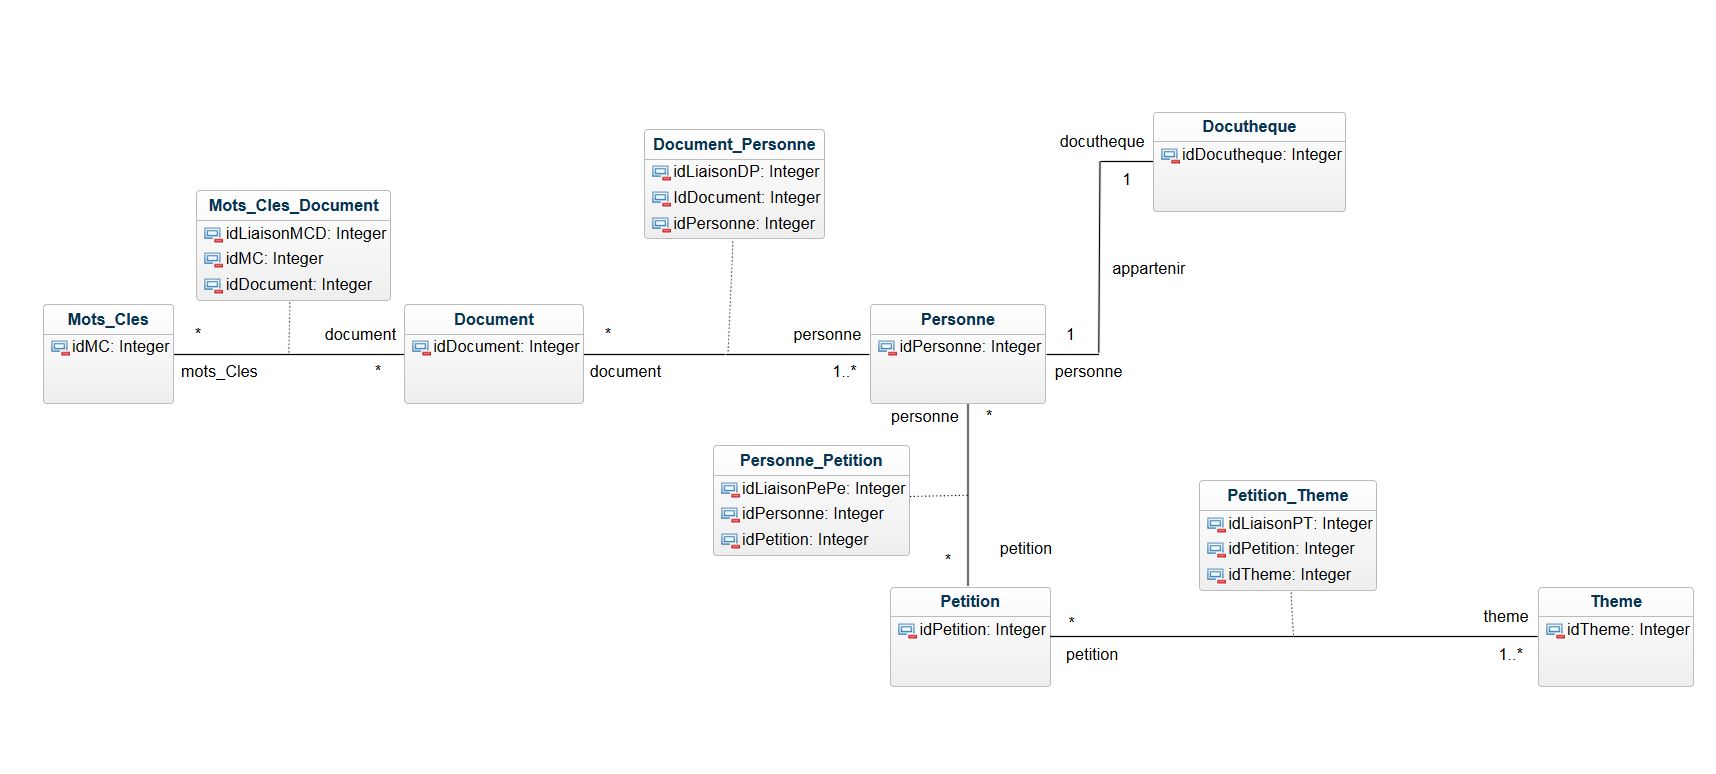 Docutheque
idDocutheque: Integer
docutheque
1
appartenir
Document_Personne
idLiaisonDP: Integer
IdDocument: Integer
idPersonne: Integer
Mots_Cles_Document
idLiaisonMCD: Integer
idMC: Integer
idDocument: Integer
Mots_Cles
idMC: Integer
*
mots_Cles
document
*
Document
idDocument: Integer
*
document
personne
1..*
Personne
idPersonne: Integer
1
personne
personne
*
Personne_Petition
idLiaisonPePe: Integer
idPersonne: Integer
idPetition: Integer
*
petition
Petition
idPetition: Integer
*
petition
Petition_Theme
idLiaisonPT: Integer
idPetition: Integer
idTheme: Integer
theme
1..*
Theme
idTheme: Integer